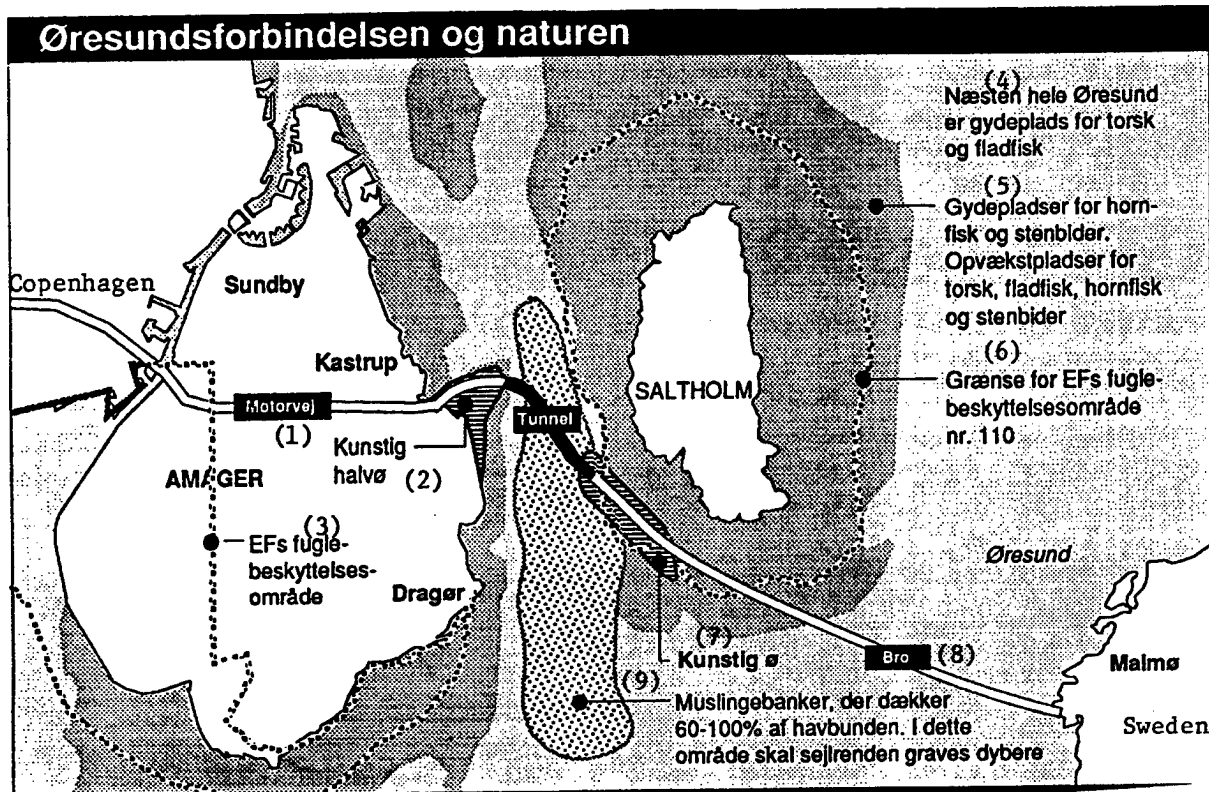 Øresundsforbindelsen og naturen
(4)
Næsten hele Øresund
er gydeplads for torsk
og fladfisk
(5)
Gydepladser for horn-
fisk og stenbider.
Opvækstpladser for
torsk, fladfisk, hornfisk
og stenbider
(6)
Grænse for EFs fugle-
beskyttelsesområde
nr. 110
Copenhagen
Sundby
Kastrup
SALTHOLM
Motorvej
(1)
Tunnel
Kunstig
halvø
(2)
AMAGER
(3)
EFs fugle-
beskyttelses-
område
Dragør
Øresund
(7)
Kunstig ø
Bro
(8)
Malmø
Sweden
(9)
Muslingebanker, der dækker
60-100% af havbunden. I dette
område skal sejlrenden graves dybere